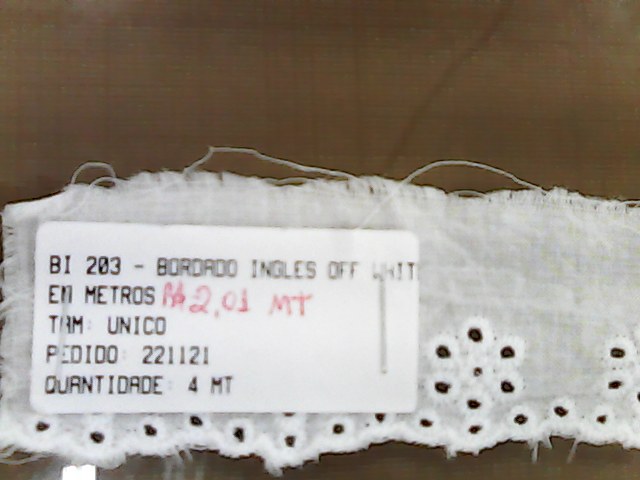 BI 203 - BORDADO INGLES OFF WHIT
EM METROS R$ 2,01 MT
TAM: UNICO
PEDIDO: 221121
QUANTIDADE: 4 MT